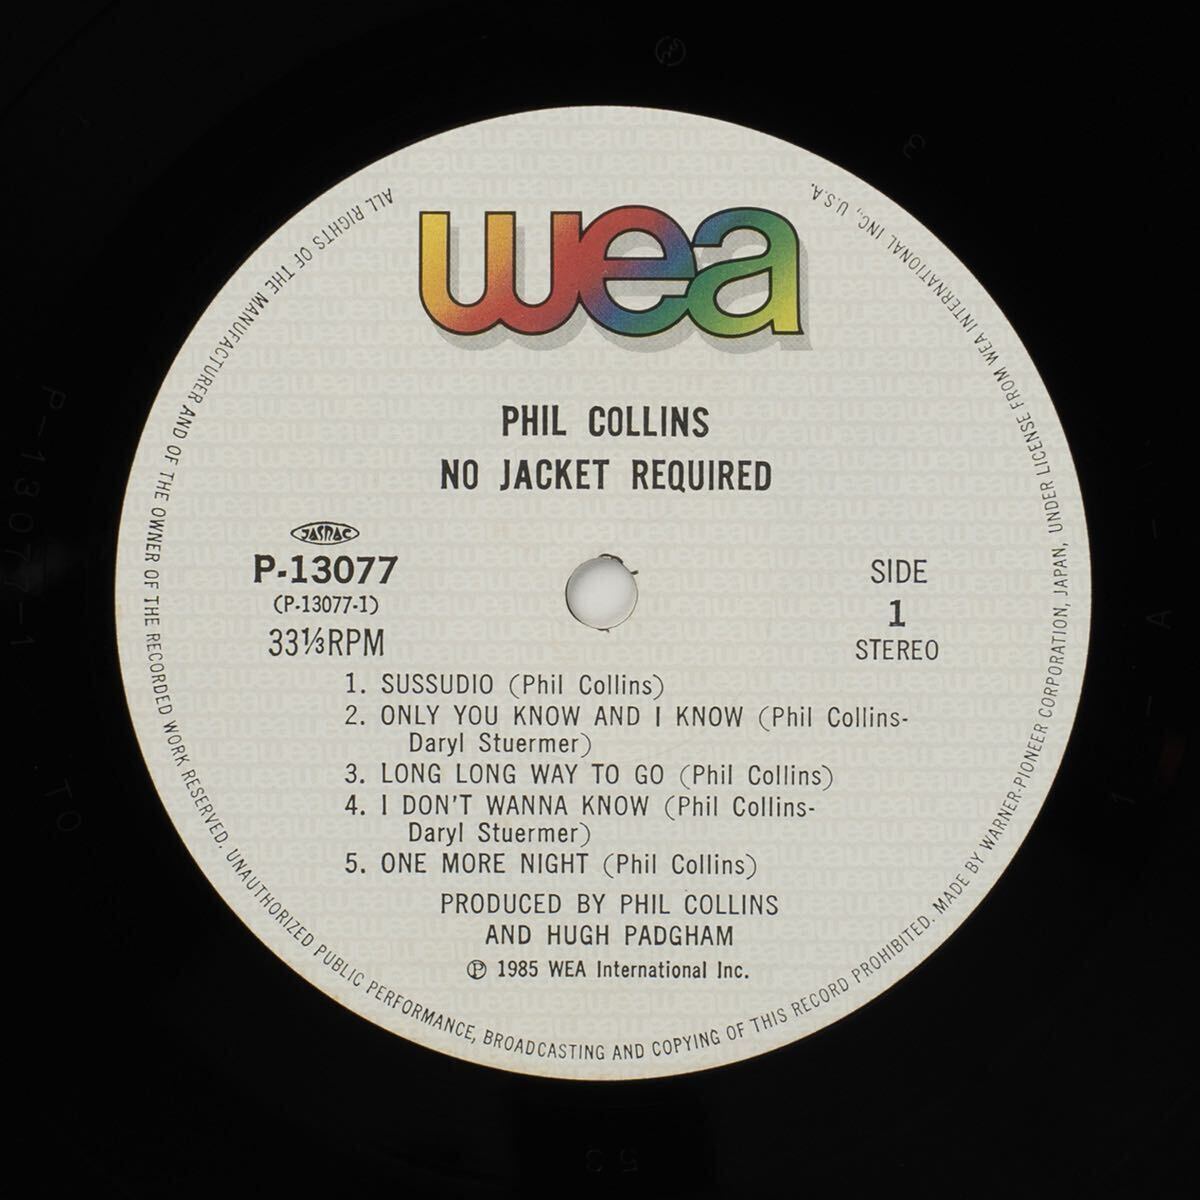 wea
PHIL COLLINS
NO JACKET REQUIRED
JASRAC
P-13077
(P-13077-1)
33⅓RPM
SIDE
1
STEREO
1. SUSSUDIO (Phil Collins)
2. ONLY YOU KNOW AND I KNOW (Phil Collins-
Daryl Stuermer)
3. LONG LONG WAY TO GO (Phil Collins)
4. I DON'T WANNA KNOW (Phil Collins-
Daryl Stuermer)
5. ONE MORE NIGHT (Phil Collins)
PRODUCED BY PHIL COLLINS
AND HUGH PADGHAM
℗ 1985 WEA International Inc.
ALL RIGHTS OF THE MANUFACTURER AND OF THE OWNER OF THE RECORDED WORK RESERVED. UNAUTHORIZED PUBLIC PERFORMANCE, BROADCASTING AND COPYING OF THIS RECORD PROHIBITED. MADE BY WARNER-PIONEER CORPORATION, JAPAN, UNDER LICENSE FROM WEA INTERNATIONAL INC., U.S.A.
P-13077-1